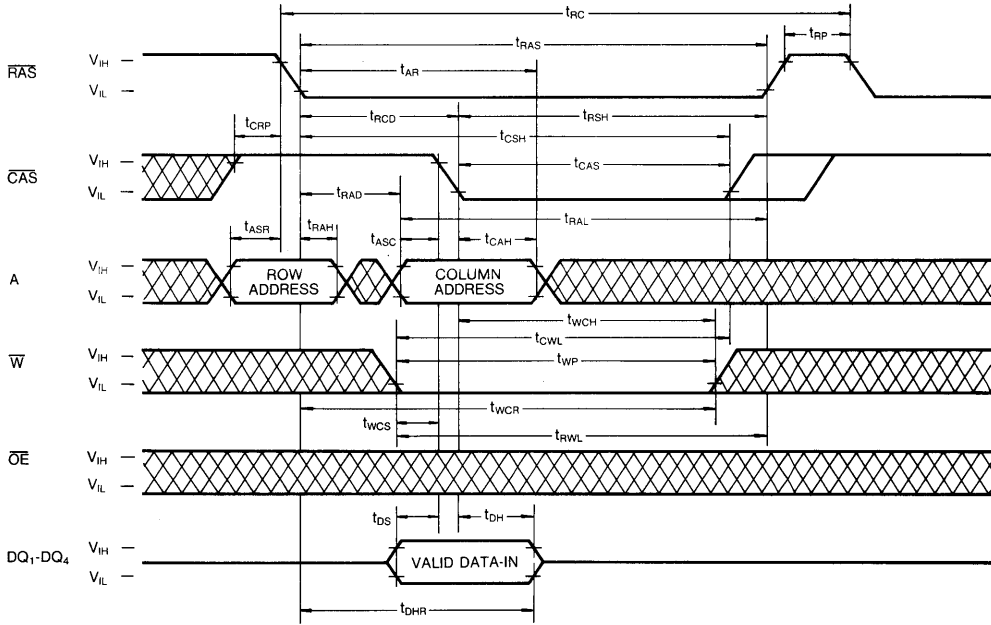 tRC
tRAS
tRP
tAR
RAS
VIH
VIL
tCRP
tRCD
tRSH
tCSH
CAS
VIH
VIL
tCAS
tRAD
tRAL
tASR
tRAH
tASC
tCAH
A
VIH
VIL
ROW
ADDRESS
COLUMN
ADDRESS
tWCH
tCWL
W
VIH
VIL
tWP
tWCR
tWCS
tRWL
OE
VIH
VIL
tDS
tDH
DQ1-DQ4
VIH
VIL
VALID DATA-IN
tDHR